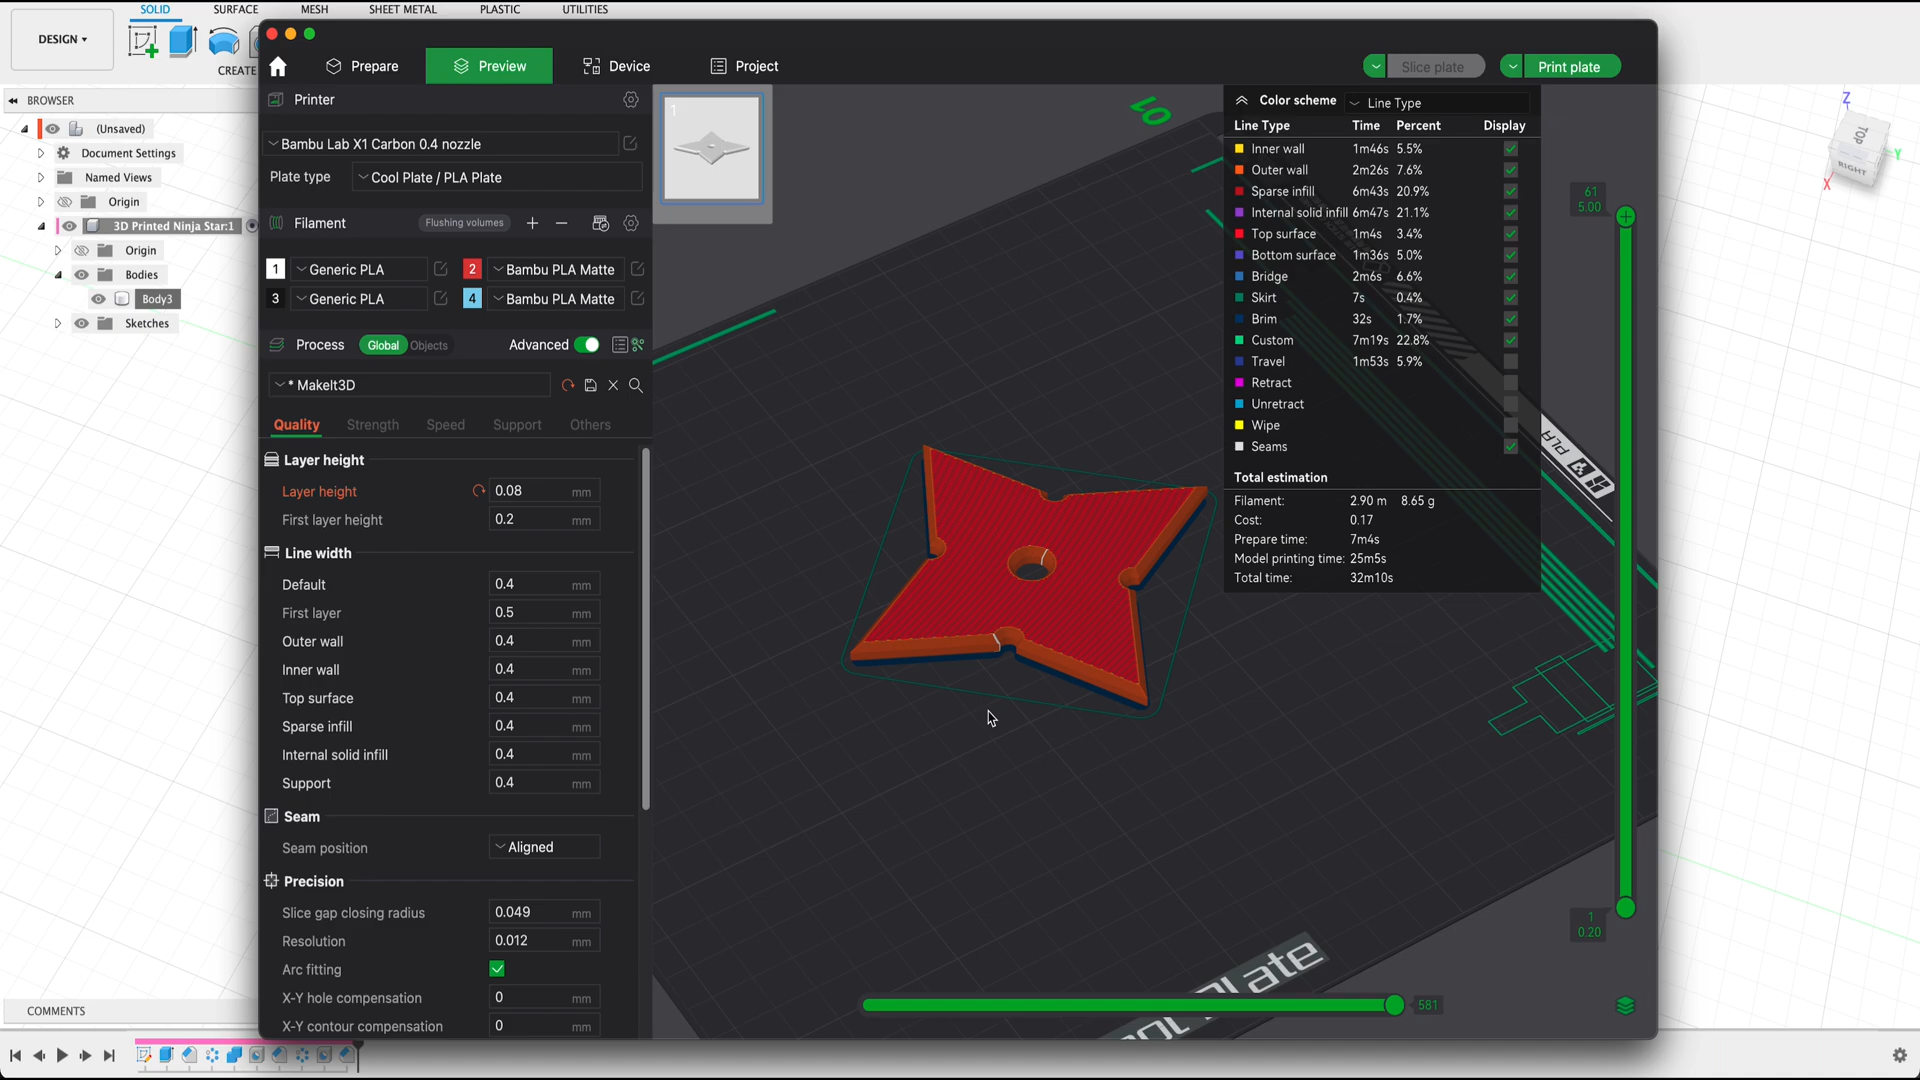 SOLID SURFACE MESH SHEET METAL PLASTIC UTILITIES
DESIGN
CREATE
BROWSER
(Unsaved)
Document Settings
Named Views
Origin
3D Printed Ninja Star:1
Origin
Bodies
Body3
Sketches
COMMENTS
Prepare Preview Device Project
Slice plate Print plate
Printer
Bambu Lab X1 Carbon 0.4 nozzle
Plate type Cool Plate / PLA Plate
Filament Flushing volumes
1 Generic PLA 2 Bambu PLA Matte
3 Generic PLA 4 Bambu PLA Matte
Process Global Objects Advanced
* MakeIt3D
Quality Strength Speed Support Others
Layer height
Layer height 0.08 mm
First layer height 0.2 mm
Line width
Default 0.4 mm
First layer 0.5 mm
Outer wall 0.4 mm
Inner wall 0.4 mm
Top surface 0.4 mm
Sparse infill 0.4 mm
Internal solid infill 0.4 mm
Support 0.4 mm
Seam
Seam position Aligned
Precision
Slice gap closing radius 0.049 mm
Resolution 0.012 mm
Arc fitting
X-Y hole compensation 0 mm
X-Y contour compensation 0 mm
1
10
Color scheme Line Type
Line Type Time Percent Display
Inner wall 1m46s 5.5%
Outer wall 2m26s 7.6%
Sparse infill 6m43s 20.9%
Internal solid infill 6m47s 21.1%
Top surface 1m4s 3.4%
Bottom surface 1m36s 5.0%
Bridge 2m6s 6.6%
Skirt 7s 0.4%
Brim 32s 1.7%
Custom 7m19s 22.8%
Travel 1m53s 5.9%
Retract
Unretract
Wipe
Seams
Total estimation
Filament: 2.90 m 8.65 g
Cost: 0.17
Prepare time: 7m4s
Model printing time: 25m5s
Total time: 32m10s
PLA
61
5.00
1
0.20
581
TOP
RIGHT
Z
Y
X